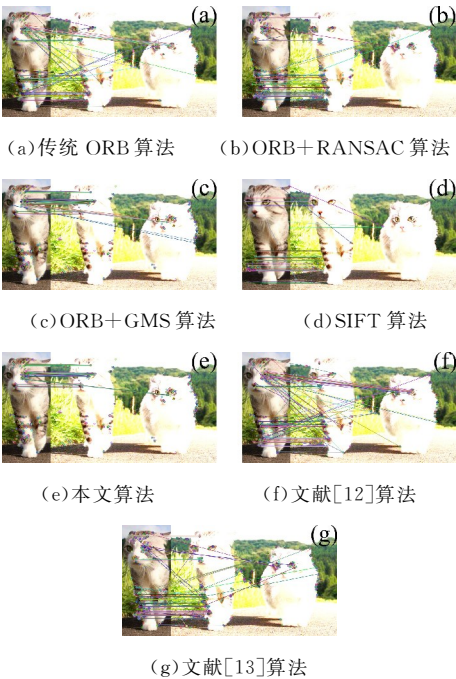 (a) (b)
(a)传统 ORB 算法 (b)ORB+RANSAC 算法
(c) (d)
(c)ORB+GMS 算法 (d)SIFT 算法
(e) (f)
(e)本文算法 (f)文献[12]算法
(g)
(g)文献[13]算法